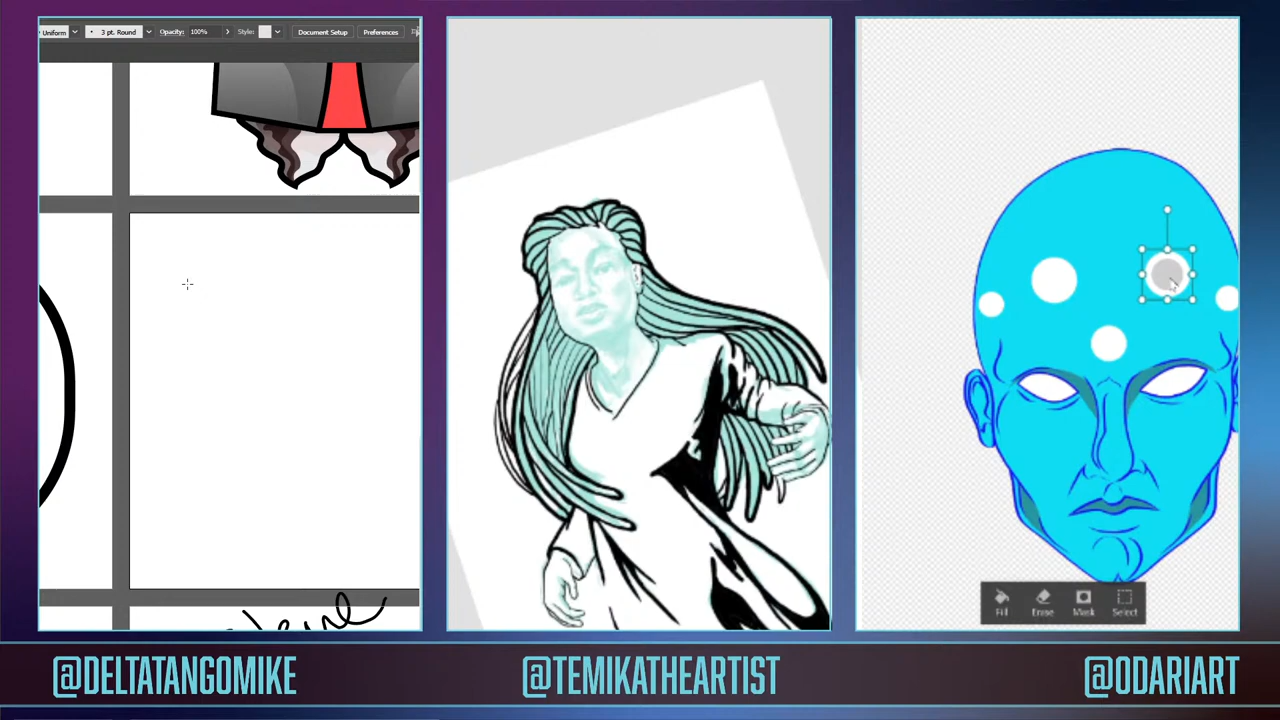 Uniform 3 pt. Round Opacity: 100% Style: Document Setup Preferences
Fill Erase Mask Select
@DELTATANGOMIKE @TEMIKATHEARTIST @ODARIART